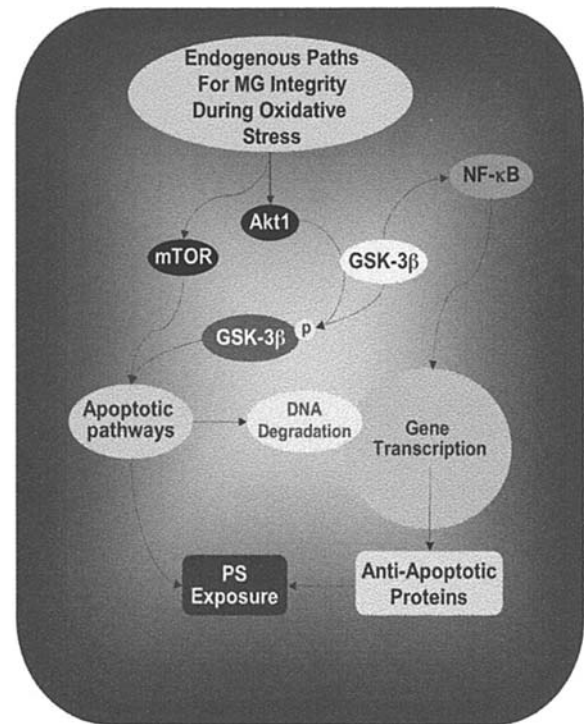 Endogenous Paths
For MG Integrity
During Oxidative
Stress
NF-κB
Akt1
mTOR
GSK-3β
p
GSK-3β
Apoptotic
pathways
DNA
Degradation
Gene
Transcription
PS
Exposure
Anti-Apoptotic
Proteins